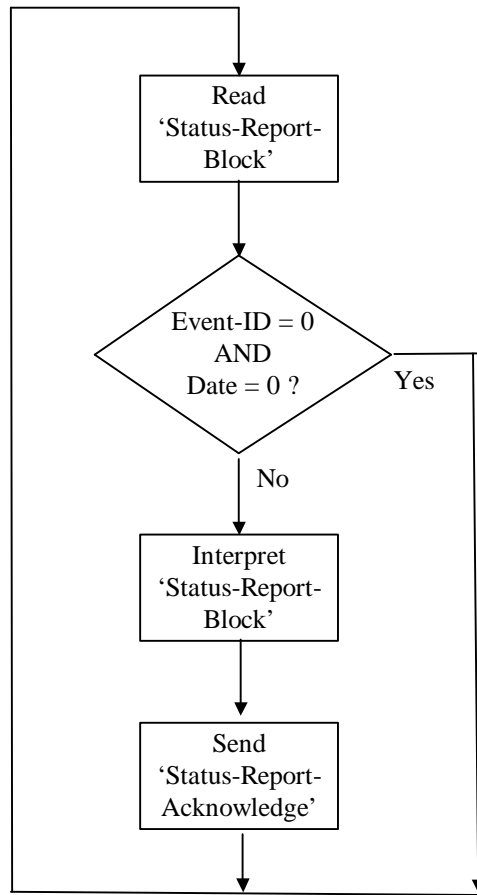 Read
‘Status-Report-
Block’
Event-ID = 0
AND
Date = 0 ?
Yes
No
Interpret
‘Status-Report-
Block’
Send
‘Status-Report-
Acknowledge’